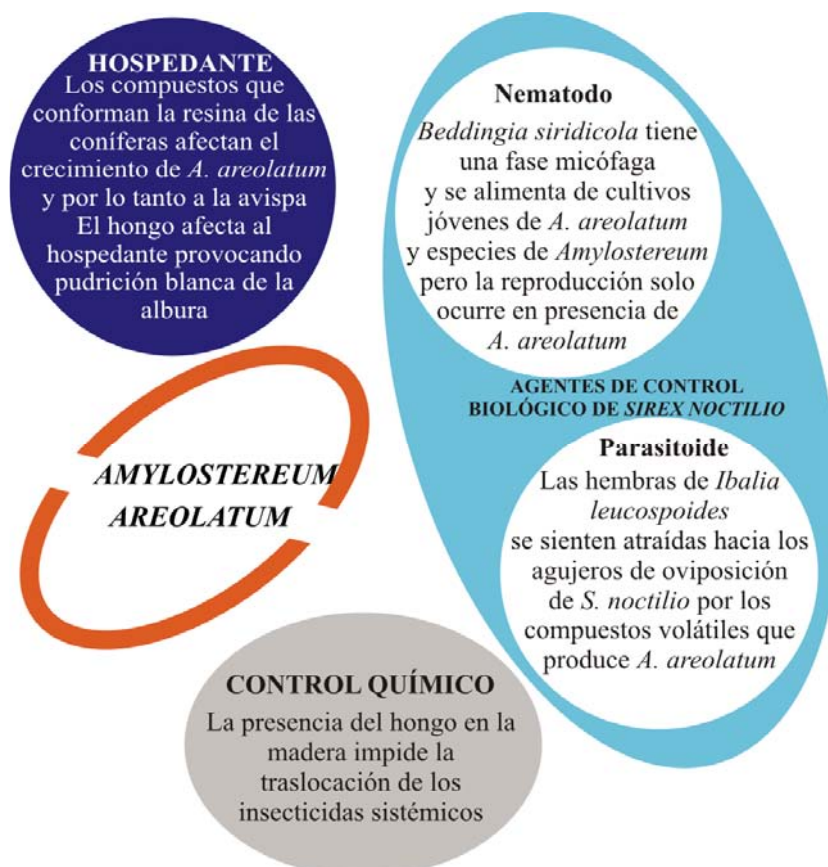 HOSPEDANTE
Los compuestos que
conforman la resina de las
coníferas afectan el
crecimiento de A. areolatum
y por lo tanto a la avispa
El hongo afecta al
hospedante provocando
pudrición blanca de la
albura
Nematodo
Beddingia siridicola tiene
una fase micófaga
y se alimenta de cultivos
jóvenes de A. areolatum
y especies de Amylostereum
pero la reproducción solo
ocurre en presencia de
A. areolatum
AGENTES DE CONTROL
BIOLÓGICO DE SIREX NOCTILIO
Parasitoide
Las hembras de Ibalia
leucospoides
se sienten atraídas hacia los
agujeros de oviposición
de S. noctilio por los
compuestos volátiles que
produce A. areolatum
AMYLOSTEREUM
AREOLATUM
CONTROL QUÍMICO
La presencia del hongo en la
madera impide la
traslocación de los
insecticidas sistémicos